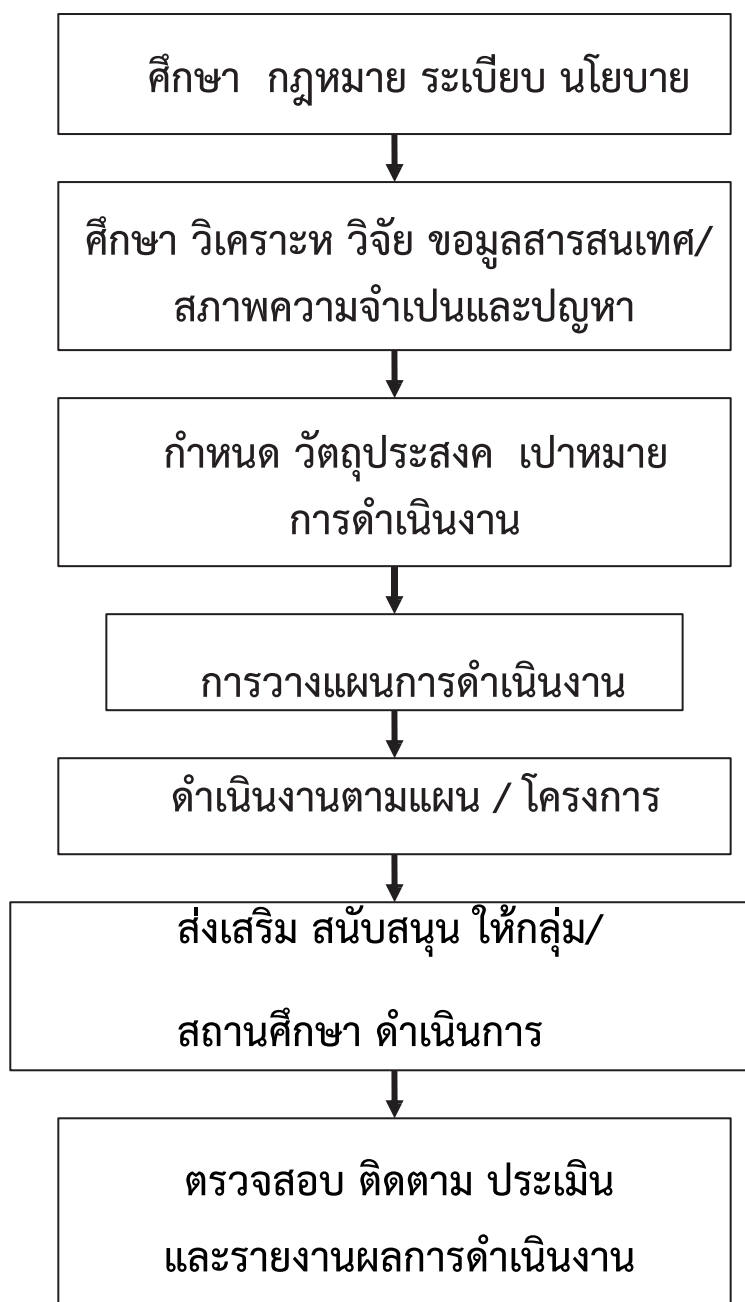 ศึกษา  กฎหมาย ระเบียบ นโยบาย
ศึกษา วิเคราะห วิจัย ขอมูลสารสนเทศ/
สภาพความจำเปนและปญหา
กำหนด วัตถุประสงค  เปาหมาย
การดำเนินงาน
การวางแผนการดำเนินงาน
ดำเนินงานตามแผน / โครงการ
ส่งเสริม สนับสนุน ให้กลุ่ม/
สถานศึกษา ดำเนินการ
ตรวจสอบ ติดตาม ประเมิน
และรายงานผลการดำเนินงาน